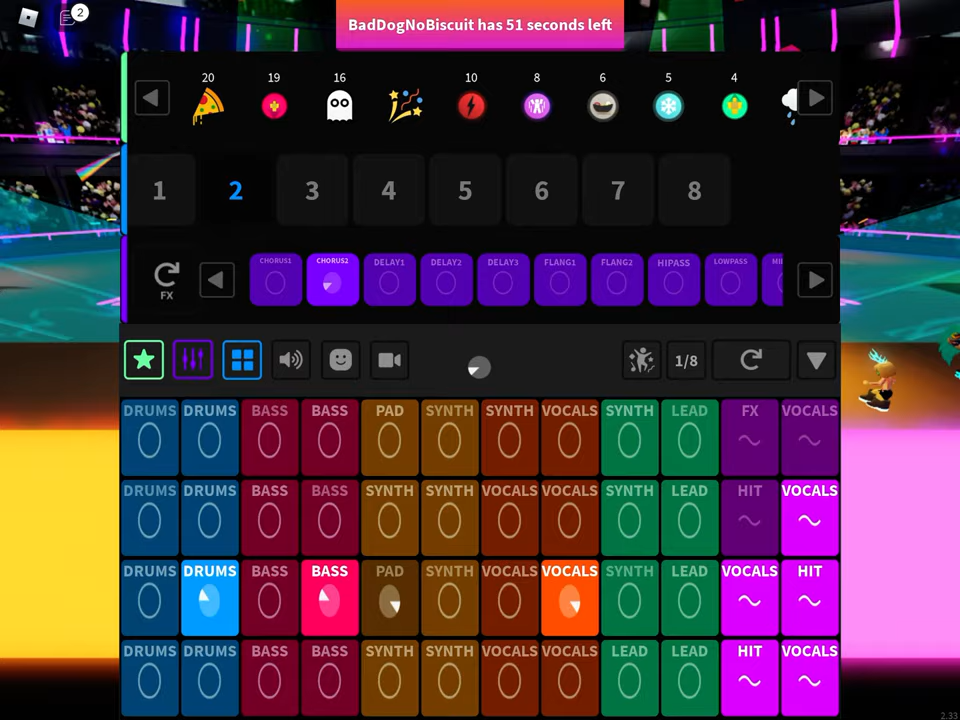 2
BadDogNoBiscuit has 51 seconds left
20 19 16 10 8 6 5 4
1 2 3 4 5 6 7 8
FX
CHORUS1 CHORUS2 DELAY1 DELAY2 DELAY3 FLANG1 FLANG2 HIPASS LOWPASS
1/8
DRUMS DRUMS BASS BASS PAD SYNTH SYNTH VOCALS SYNTH LEAD FX VOCALS
DRUMS DRUMS BASS BASS SYNTH SYNTH VOCALS VOCALS SYNTH LEAD HIT VOCALS
DRUMS DRUMS BASS BASS PAD SYNTH VOCALS VOCALS SYNTH LEAD VOCALS HIT
DRUMS DRUMS BASS BASS SYNTH SYNTH VOCALS VOCALS LEAD LEAD HIT VOCALS
2.33